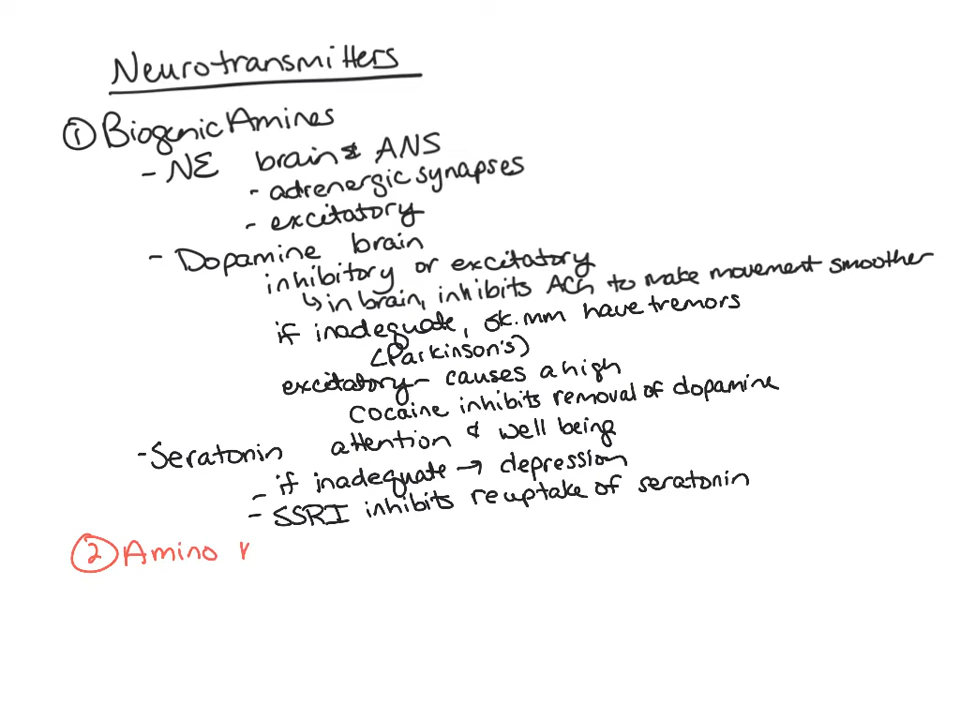 Neurotransmitters
① Biogenic Amines
- NE brain & ANS
- adrenergic synapses
- excitatory
- Dopamine brain
inhibitory or excitatory
↳ in brain, inhibits ACh to make movement smoother
if inadequate, sk. mm have tremors
(Parkinson's)
excitatory - causes a high
cocaine inhibits removal of dopamine
- Seratonin attention & well being
- if inadequate → depression
- SSRI inhibits reuptake of seratonin
② Amino